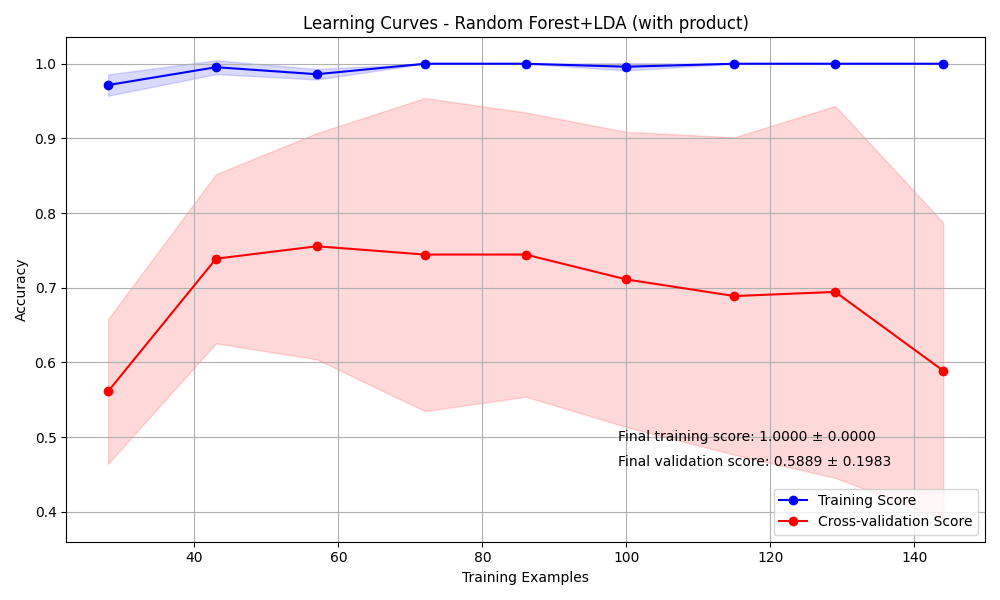 Learning Curves - Random Forest+LDA (with product)
Accuracy
1.0
0.9
0.8
0.7
0.6
0.5
0.4
Final training score: 1.0000 ± 0.0000
Final validation score: 0.5889 ± 0.1983
Training Score
Cross-validation Score
40
60
80
100
120
140
Training Examples